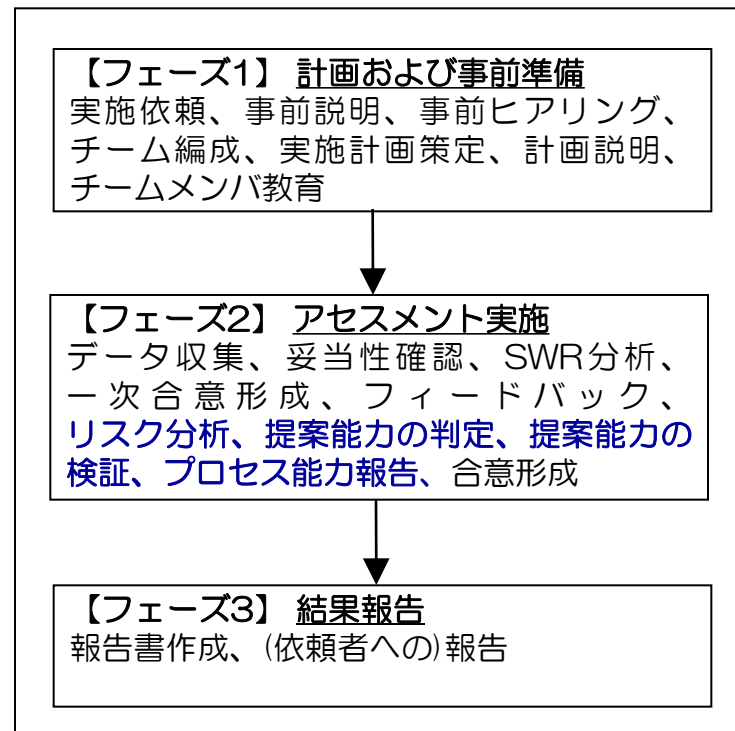 【フェーズ1】 計画および事前準備
実施依頼、事前説明、事前ヒアリング、
チーム編成、実施計画策定、計画説明、
チームメンバ教育
【フェーズ2】 アセスメント実施
データ収集、妥当性確認、SWR分析、
一次合意形成、フィードバック、
リスク分析、提案能力の判定、提案能力の
検証、プロセス能力報告、合意形成
【フェーズ3】 結果報告
報告書作成、(依頼者への)報告